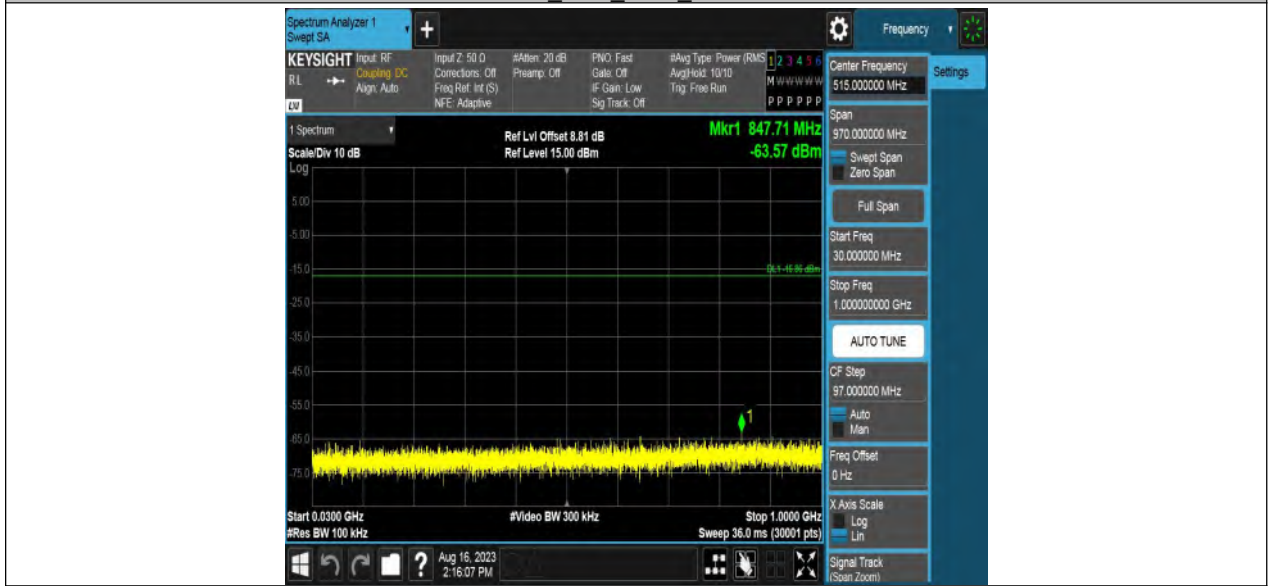 Spectrum Analyzer 1
Swept SA
+
Frequency
KEYSIGHT
RL
Input: RF
Coupling: DC
Align: Auto
Input Z: 50 Ω
Corrections: Off
Freq Ref: Int (S)
NFE: Adaptive
#Atten: 20 dB
Preamp: Off
PNO: Fast
Gate: Off
IF Gain: Low
Sig Track: Off
#Avg Type: Power (RMS
Avg|Hold: 10/10
Trig: Free Run
1 2 3 4 5 6
M W W W W W
P P P P P P
1 Spectrum
Scale/Div 10 dB
Log
Ref Lvl Offset 8.81 dB
Ref Level 15.00 dBm
Mkr1 847.71 MHz
-63.57 dBm
5.00
-5.00
-15.0
-25.0
-35.0
-45.0
-55.0
-65.0
-75.0
1
Start 0.0300 GHz
#Res BW 100 kHz
#Video BW 300 kHz
Stop 1.0000 GHz
Sweep 36.0 ms (30001 pts)
Aug 16, 2023
2:16:07 PM
?
Center Frequency
515.000000 MHz
Settings
Span
970.000000 MHz
Swept Span
Zero Span
Full Span
Start Freq
30.000000 MHz
Stop Freq
1.000000000 GHz
AUTO TUNE
CF Step
97.000000 MHz
Auto
Man
Freq Offset
0 Hz
X Axis Scale
Log
Lin
Signal Track
(Span Zoom)